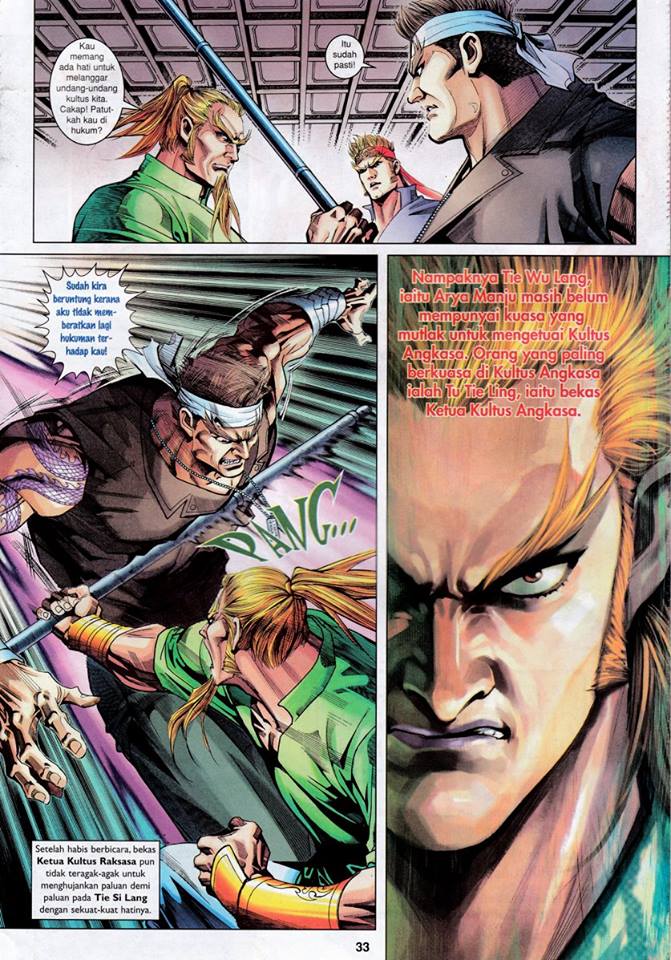 Kau
memang
ada hati untuk
melanggar
undang-undang
kultus kita.
Cakap! Patut-
kah kau di
hukum?
Itu
sudah
pasti!
Sudah kira
beruntung kerana
aku tidak mem-
beratkan lagi
hukuman ter-
hadap kau!
PANG...
Setelah habis berbicara, bekas
Ketua Kultus Raksasa pun
tidak teragak-agak untuk
menghujankan paluan demi
paluan pada Tie Si Lang
dengan sekuat-kuat hatinya.
Nampaknya Tie Wu Lang,
iaitu Arya Manju masih belum
mempunyai kuasa yang
mutlak untuk mengetuai Kultus
Angkasa. Orang yang paling
berkuasa di Kultus Angkasa
ialah Tu Tie Ling, iaitu bekas
Ketua Kultus Angkasa.
33